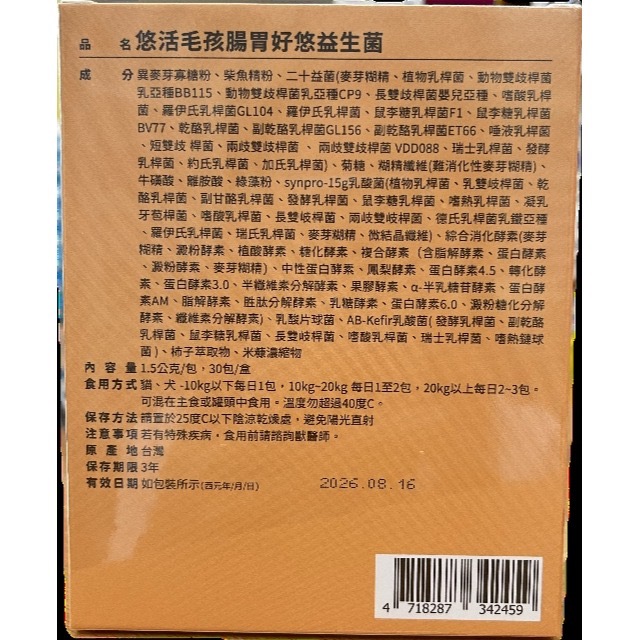 品名 悠活毛孩腸胃好悠益生菌
成分 異麥芽寡糖粉、柴魚精粉、二十益菌(麥芽糊精、植物乳桿菌、動物雙歧桿菌
乳亞種BB115、動物雙歧桿菌乳亞種CP9、長雙歧桿菌嬰兒亞種、嗜酸乳桿
菌、羅伊氏乳桿菌GL104、羅伊氏乳桿菌、鼠李糖乳桿菌F1、鼠李糖乳桿菌
BV77、乾酪乳桿菌、副乾酪乳桿菌GL156、副乾酪乳桿菌ET66、唾液乳桿菌
、短雙歧 桿菌、兩歧雙歧桿菌、 兩歧雙歧桿菌 VDD088、瑞士乳桿菌、發酵
乳桿菌、約氏乳桿菌、加氏乳桿菌)、菊糖、糊精纖維(難消化性麥芽糊精)、
牛磺酸、離胺酸、綠藻粉、synpro-15g乳酸菌(植物乳桿菌、乳雙岐桿菌、乾
酪乳桿菌、副甘酪乳桿菌、發酵乳桿菌、鼠李糖乳桿菌、嗜熱乳桿菌、凝乳
牙苞桿菌、嗜酸乳桿菌、長雙岐桿菌、兩岐雙岐桿菌、德氏乳桿菌乳鐵亞種
、羅伊氏乳桿菌、瑞氏乳桿菌、麥芽糊精、微結晶纖維)、綜合消化酵素(麥芽
糊精、澱粉酵素、植酸酵素、糖化酵素、複合酵素（含脂解酵素、蛋白酵素
、澱粉酵素、麥芽糊精)、中性蛋白酵素、鳳梨酵素、蛋白酵素4.5、轉化酵
素、蛋白酵素3.0、半纖維素分解酵素、果膠酵素、α-半乳糖苷酵素、蛋白酵
素AM、脂解酵素、胜肽分解酵素、乳糖酵素、蛋白酵素6.0、澱粉糖化分解
酵素、纖維素分解酵素)、乳酸片球菌、AB-Kefir乳酸菌( 發酵乳桿菌、副乾酪
乳桿菌、鼠李糖乳桿菌、長雙岐桿菌、嗜酸乳桿菌、瑞士乳桿菌、嗜熱鏈球
菌 )、柿子萃取物、米糠濃縮物
內容量 1.5公克/包，30包/盒
食用方式 貓、犬 -10kg以下每日1包，10kg~20kg 每日1至2包，20kg以上每日2~3包。
可混在主食或罐頭中食用。溫度勿超過40度C。
保存方法 請置於25度C以下陰涼乾燥處，避免陽光直射
注意事項 若有特殊疾病，食用前請諮詢獸醫師。
原產地 台灣
保存期限 3年
有效日期 如包裝所示(西元年/月/日) 2026.08.16
4 718287 342459